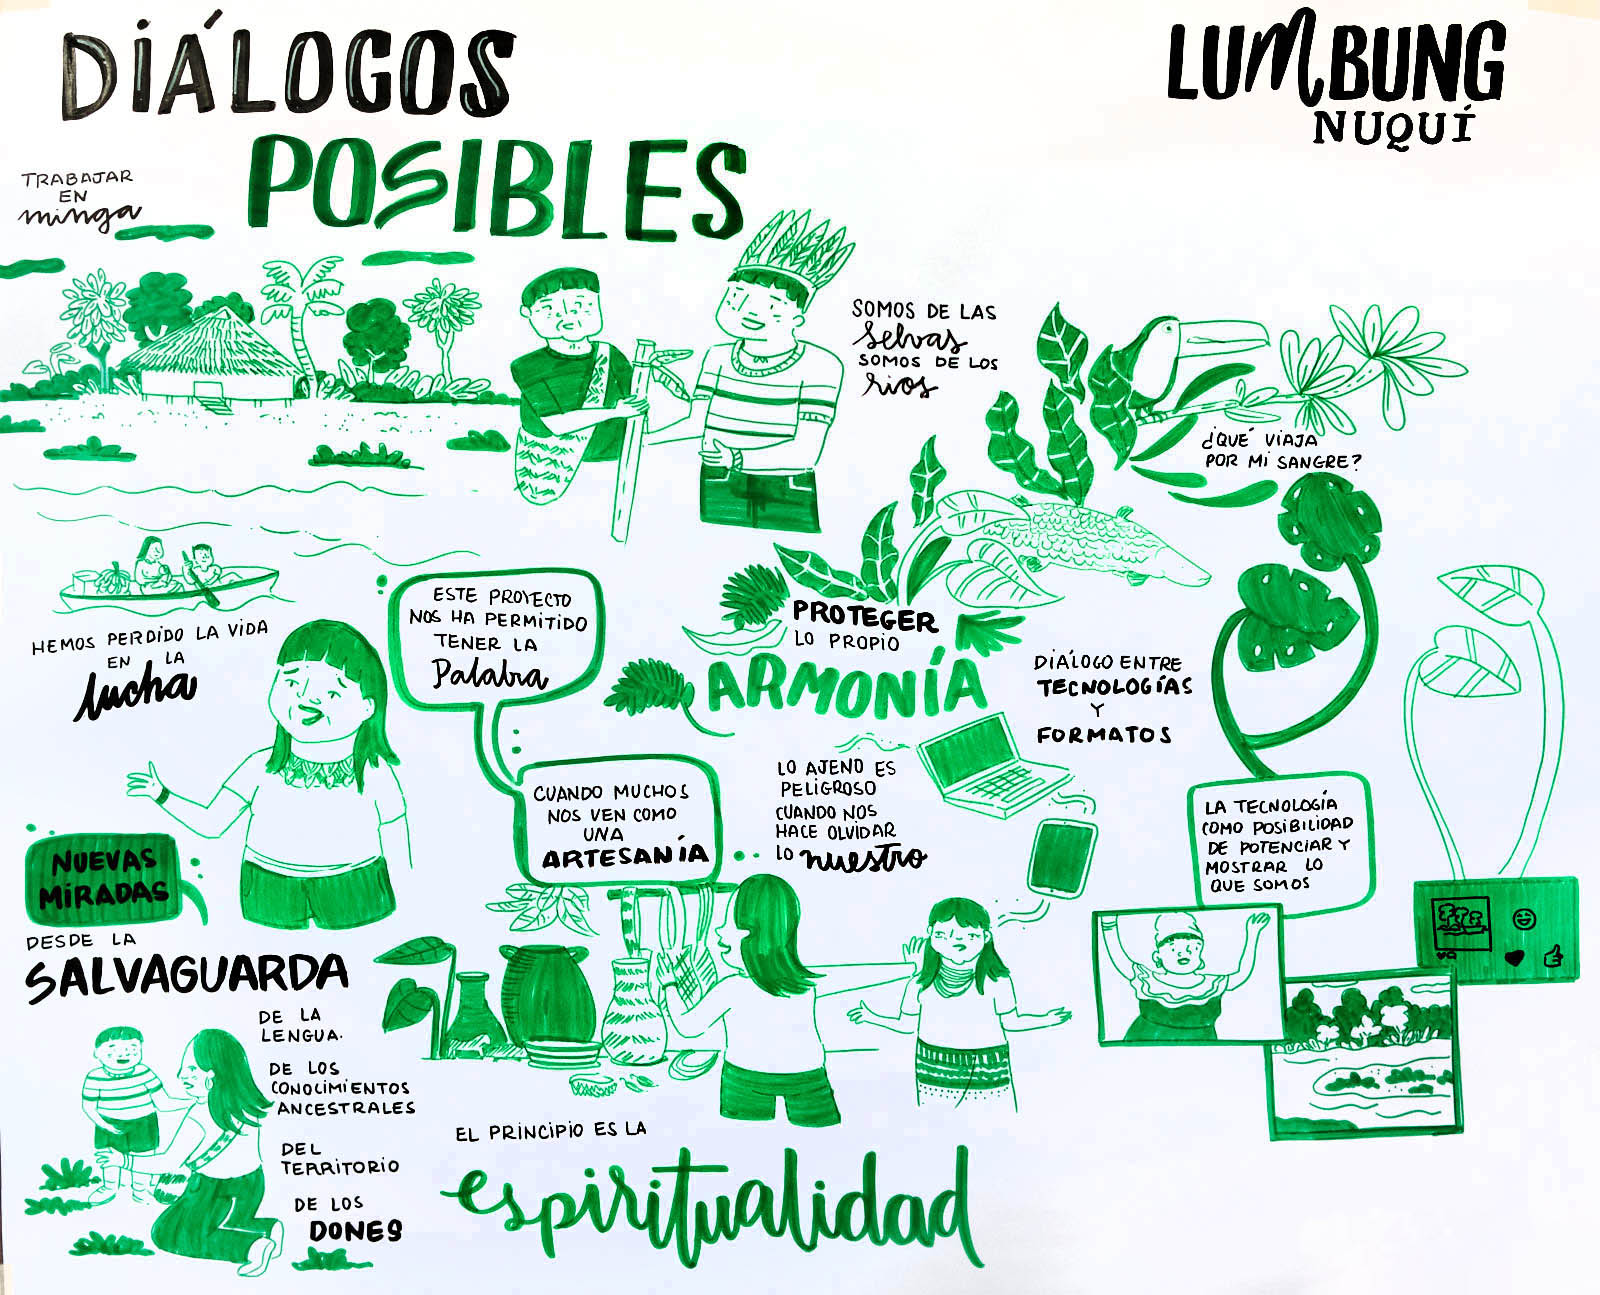 DIÁLOGOS
POSIBLES
LUMBUNG
NUQUÍ
TRABAJAR
EN
minga
SOMOS DE LAS
selvas
SOMOS DE LOS
ríos
¿QUÉ VIAJA
POR MI SANGRE?
HEMOS PERDIDO LA VIDA
EN LA
lucha
ESTE PROYECTO
NOS HA PERMITIDO
TENER LA
Palabra
CUANDO MUCHOS
NOS VEN COMO
UNA
ARTESANÍA
PROTEGER
LO PROPIO
ARMONÍA
DIÁLOGO ENTRE
TECNOLOGÍAS
Y
FORMATOS
LO AJENO ES
PELIGROSO
CUANDO NOS
HACE OLVIDAR
LO nuestro
LA TECNOLOGÍA
COMO POSIBILIDAD
DE POTENCIAR Y
MOSTRAR LO
QUE SOMOS
NUEVAS
MIRADAS
DESDE LA
SALVAGUARDA
DE LA
LENGUA.
DE LOS
CONOCIMIENTOS
ANCESTRALES
DEL
TERRITORIO
DE LOS
DONES
EL PRINCIPIO ES LA
espiritualidad